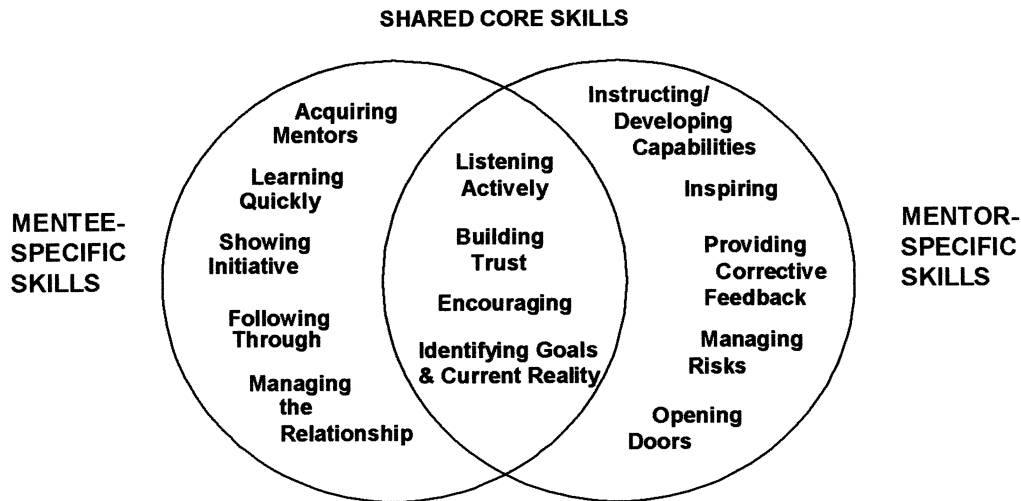 SHARED CORE SKILLS
MENTEE-
SPECIFIC
SKILLS
Acquiring
Mentors
Learning
Quickly
Showing
Initiative
Following
Through
Managing
the
Relationship
Listening
Actively
Building
Trust
Encouraging
Identifying Goals
& Current Reality
Instructing/
Developing
Capabilities
Inspiring
Providing
Corrective
Feedback
Managing
Risks
Opening
Doors
MENTOR-
SPECIFIC
SKILLS